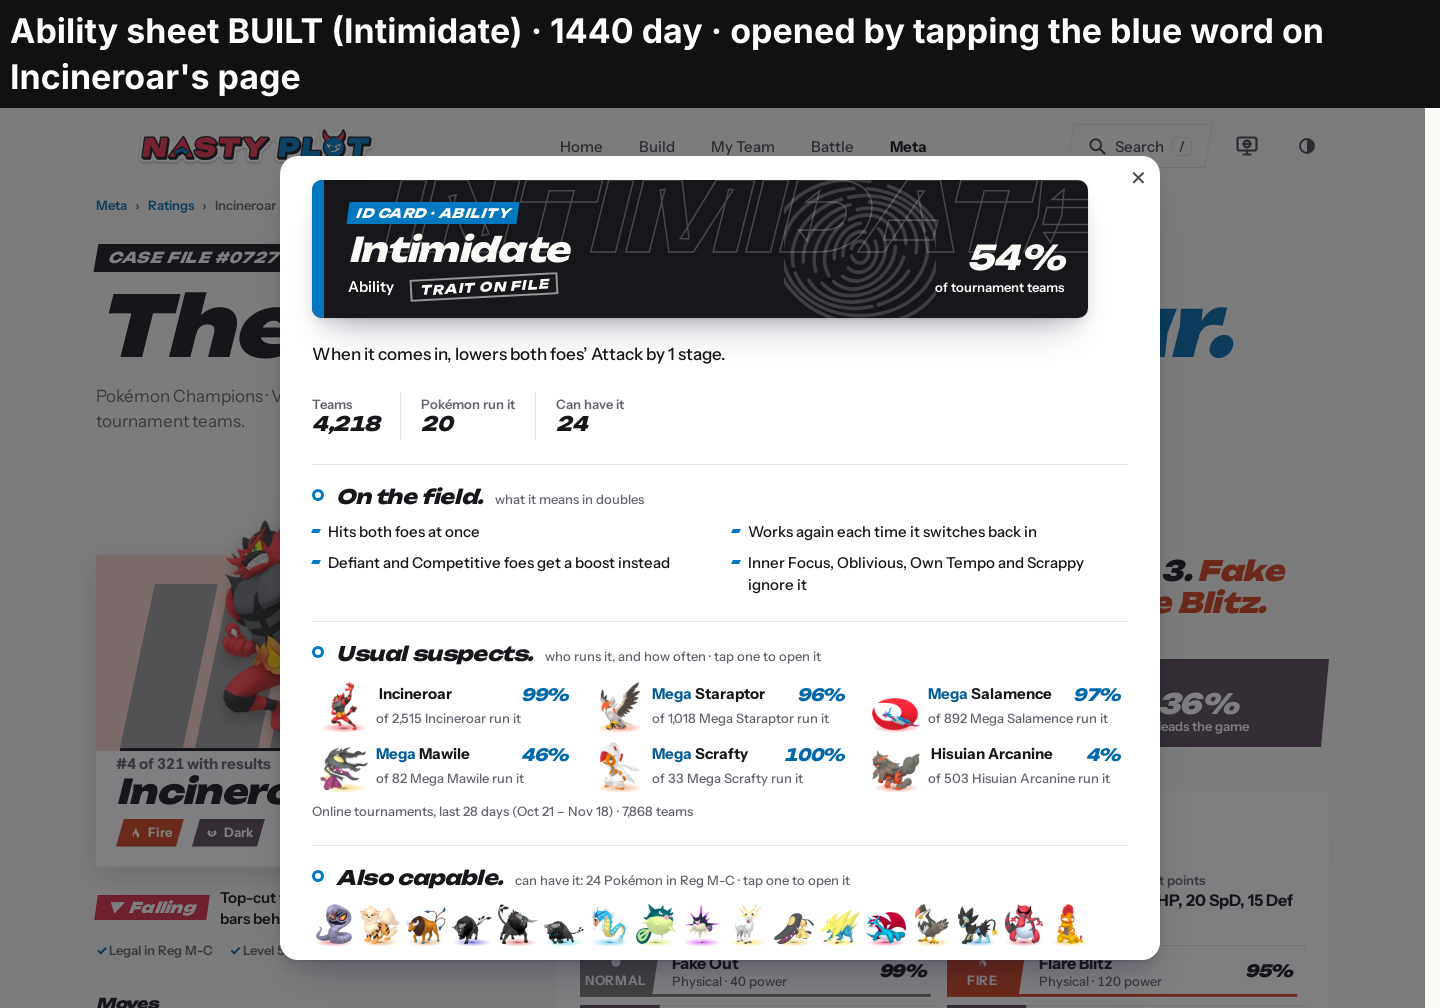 Ability sheet BUILT (Intimidate) · 1440 day · opened by tapping the blue word on
Incineroar's page
NASTY PLOT
Home
Build
My Team
Battle
Meta
Search /
Meta › Ratings › Incineroar
CASE FILE #0727
The
r.
Pokémon Champions · V
tournament teams.
INTIMIDATE
ID CARD · ABILITY
Intimidate
Ability
TRAIT ON FILE
54%
of tournament teams
When it comes in, lowers both foes’ Attack by 1 stage.
Teams
4,218
Pokémon run it
20
Can have it
24
On the field. what it means in doubles
Hits both foes at once
Works again each time it switches back in
Defiant and Competitive foes get a boost instead
Inner Focus, Oblivious, Own Tempo and Scrappy
ignore it
Usual suspects. who runs it, and how often · tap one to open it
Incineroar 99%
of 2,515 Incineroar run it
Mega Staraptor 96%
of 1,018 Mega Staraptor run it
Mega Salamence 97%
of 892 Mega Salamence run it
Mega Mawile 46%
of 82 Mega Mawile run it
Mega Scrafty 100%
of 33 Mega Scrafty run it
Hisuian Arcanine 4%
of 503 Hisuian Arcanine run it
Online tournaments, last 28 days (Oct 21 – Nov 18) · 7,868 teams
Also capable. can have it: 24 Pokémon in Reg M-C · tap one to open it
3. Fake
e Blitz.
36%
eads the game
#4 of 321 with results
Incinero
Fire
Dark
Falling
Top-cut
bars beh
Legal in Reg M-C
Level 5
Moves
t points
HP, 20 SpD, 15 Def
NORMAL
Fake Out
Physical · 40 power
99%
FIRE
Flare Blitz
Physical · 120 power
95%